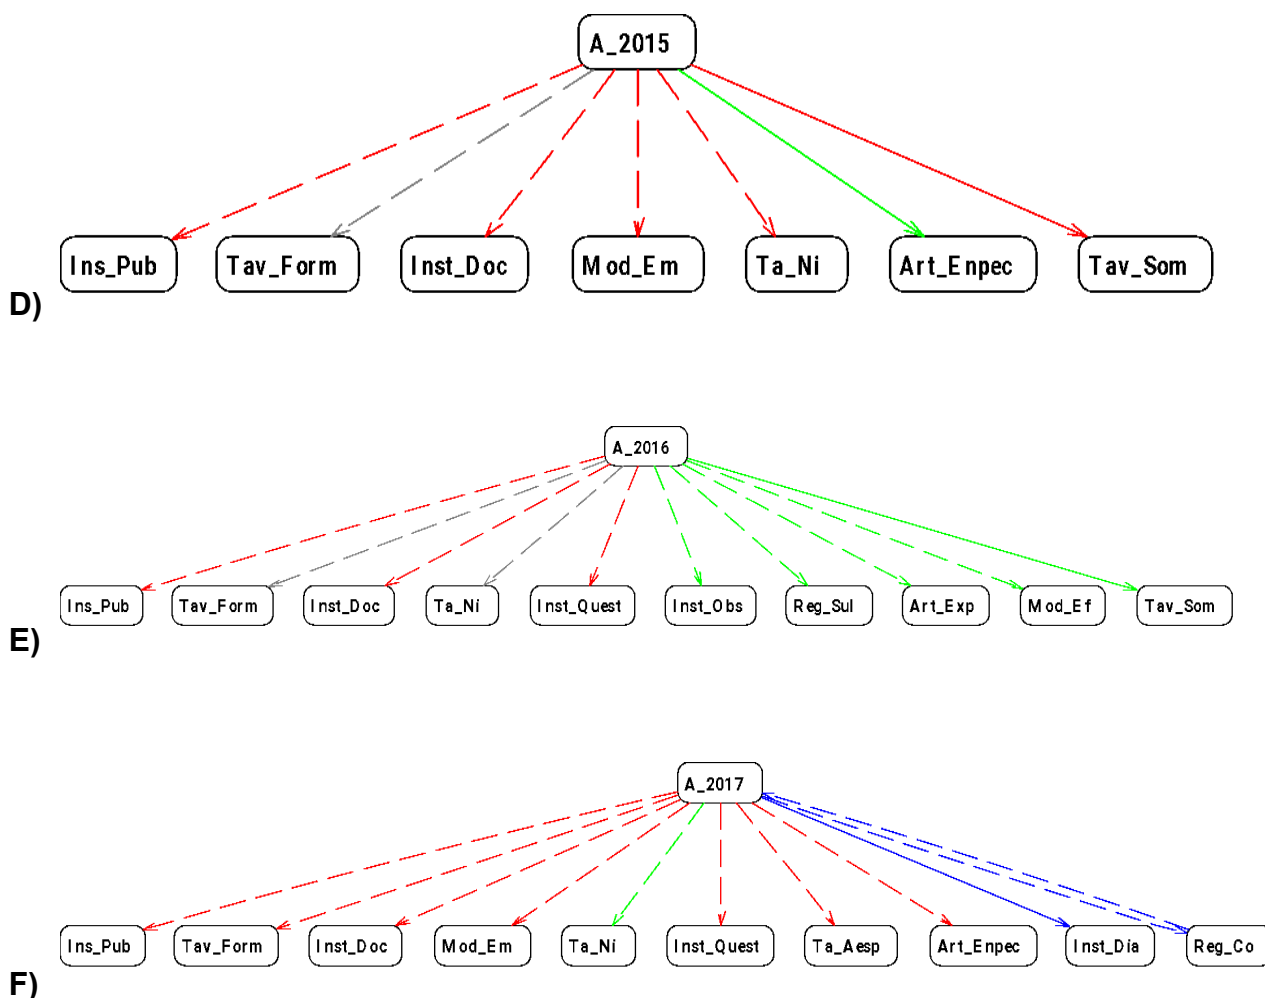 A_2015
Ins_Pub Tav_Form Inst_Doc Mod_Em Ta_Ni Art_Enpec Tav_Som
D)
A_2016
Ins_Pub Tav_Form Inst_Doc Ta_Ni Inst_Quest Inst_Obs Reg_Sul Art_Exp Mod_Ef Tav_Som
E)
A_2017
Ins_Pub Tav_Form Inst_Doc Mod_Em Ta_Ni Inst_Quest Ta_Aesp Art_Enpec Inst_Dia Reg_Co
F)